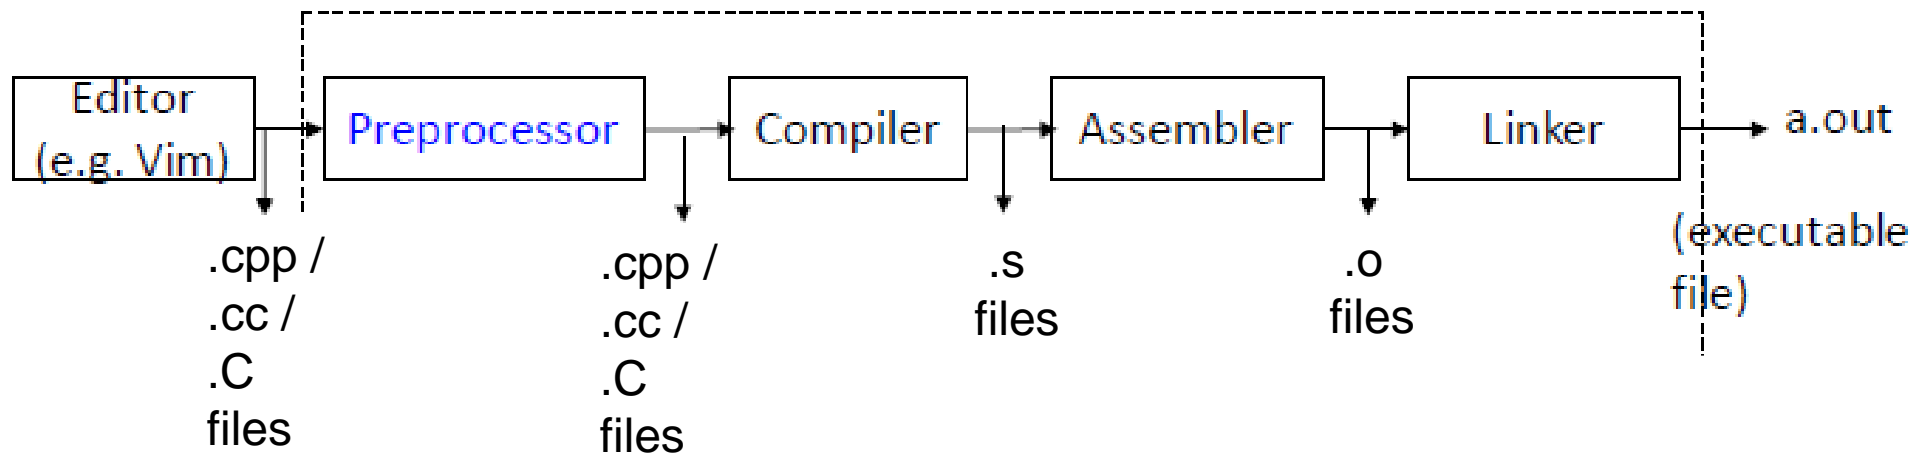 Editor
(e.g. Vim)
Preprocessor
Compiler
Assembler
Linker
a.out
(executable
file)
.cpp /
.cc /
.C
files
.cpp /
.cc /
.C
files
.s
files
.o
files